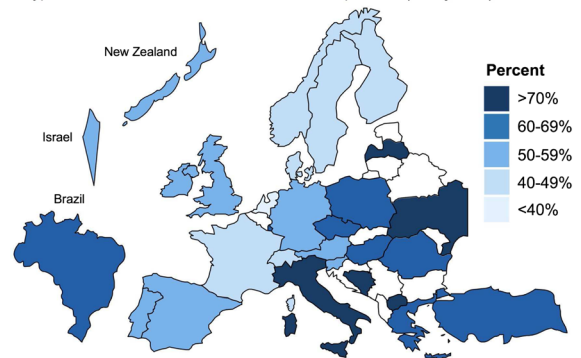 New Zealand
Israel
Brazil
Percent
>70%
60-69%
50-59%
40-49%
<40%